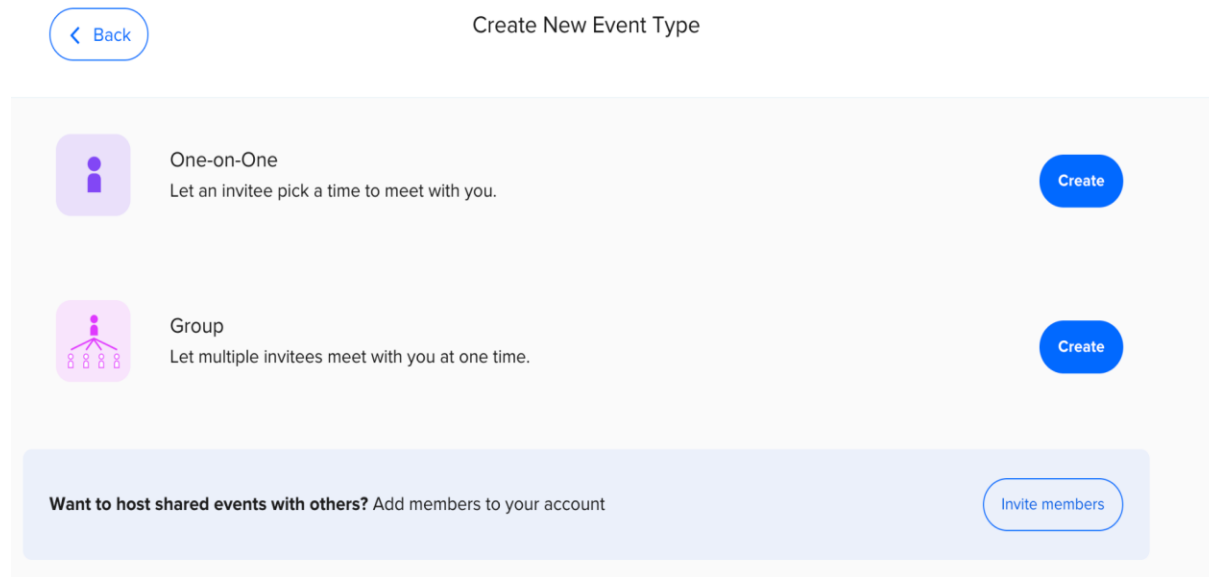 Back
Create New Event Type
One-on-One
Let an invitee pick a time to meet with you.
Create
Group
Let multiple invitees meet with you at one time.
Create
Want to host shared events with others? Add members to your account
Invite members